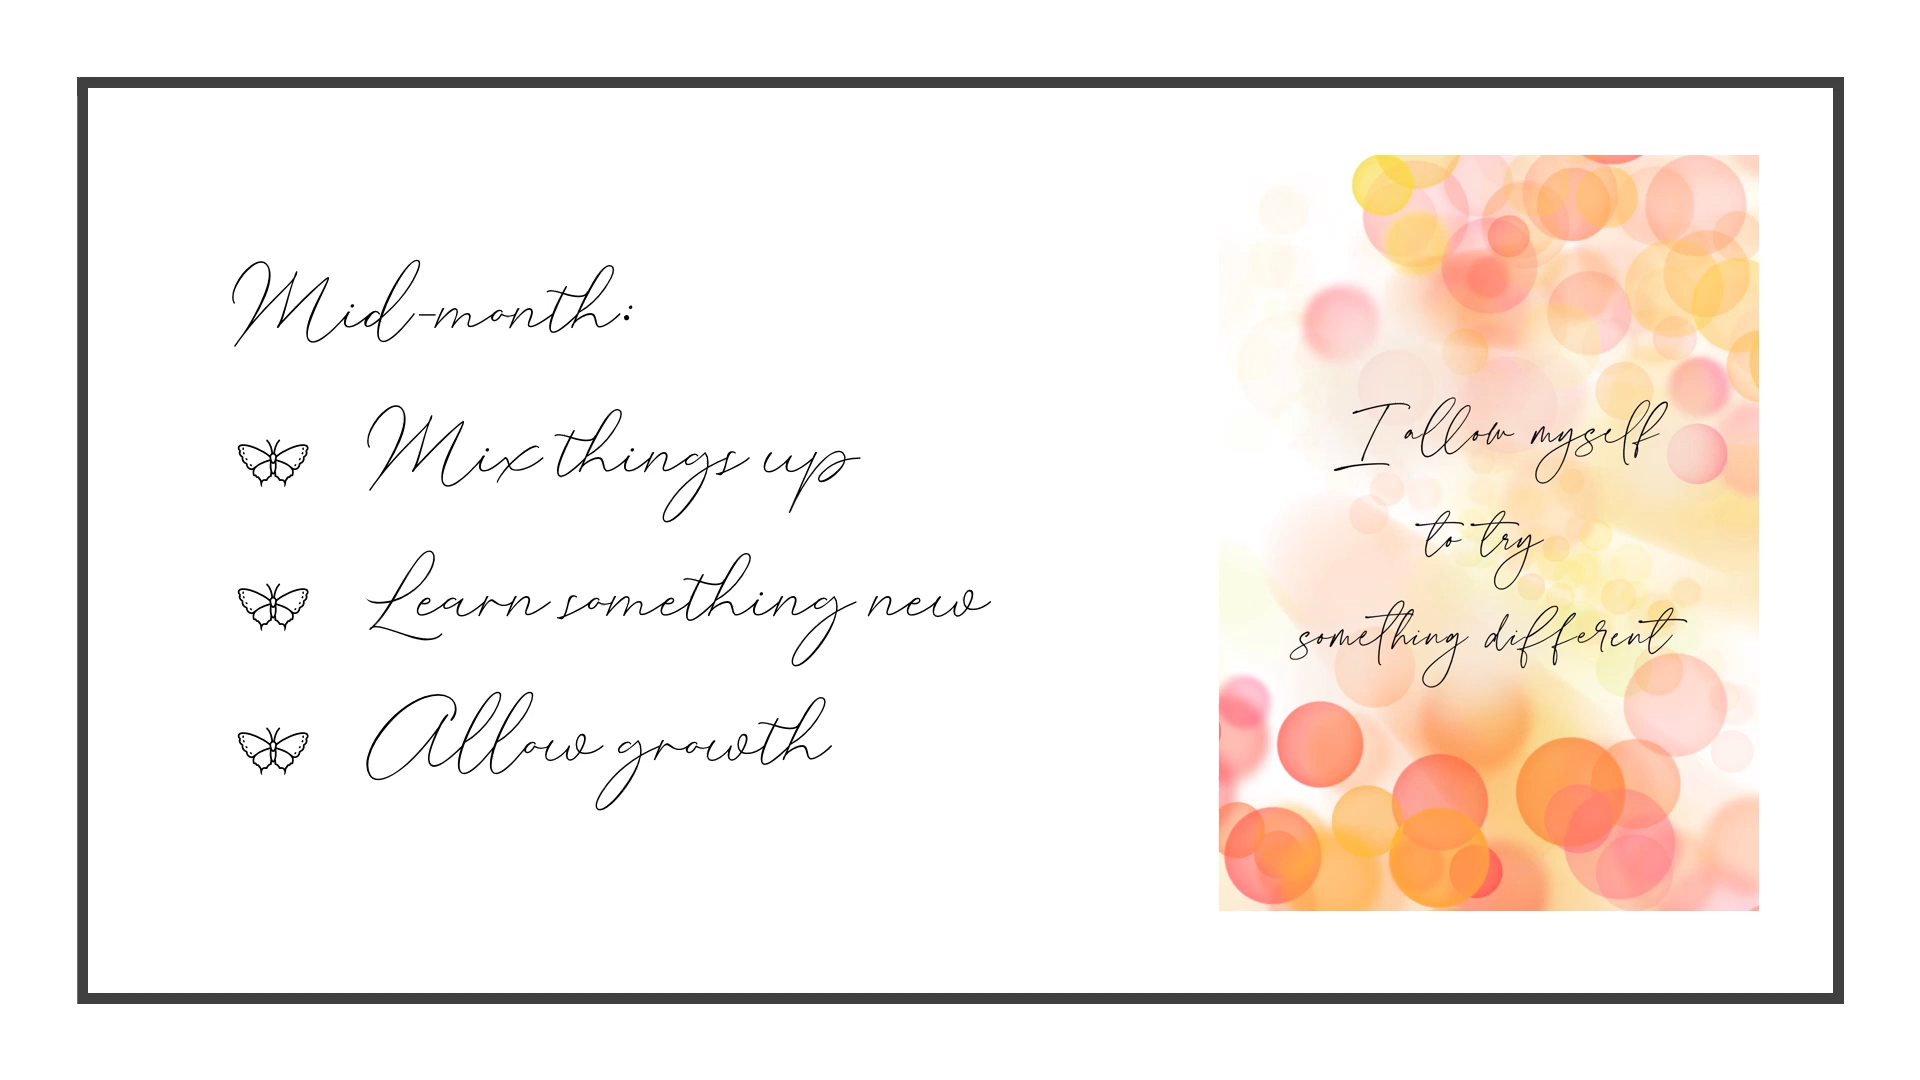 Mid-month:
Mix things up
Learn something new
Allow growth
I allow myself
to try
something different